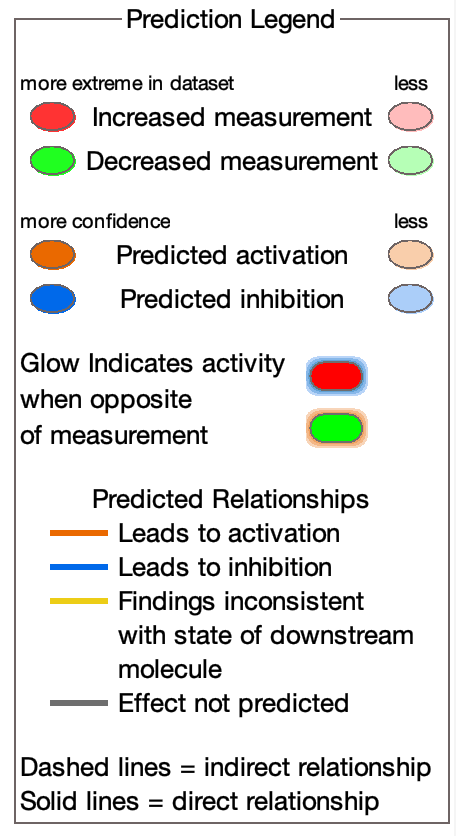 Prediction Legend
more extreme in dataset less
Increased measurement
Decreased measurement
more confidence less
Predicted activation
Predicted inhibition
Glow Indicates activity
when opposite
of measurement
Predicted Relationships
Leads to activation
Leads to inhibition
Findings inconsistent
with state of downstream
molecule
Effect not predicted
Dashed lines = indirect relationship
Solid lines = direct relationship